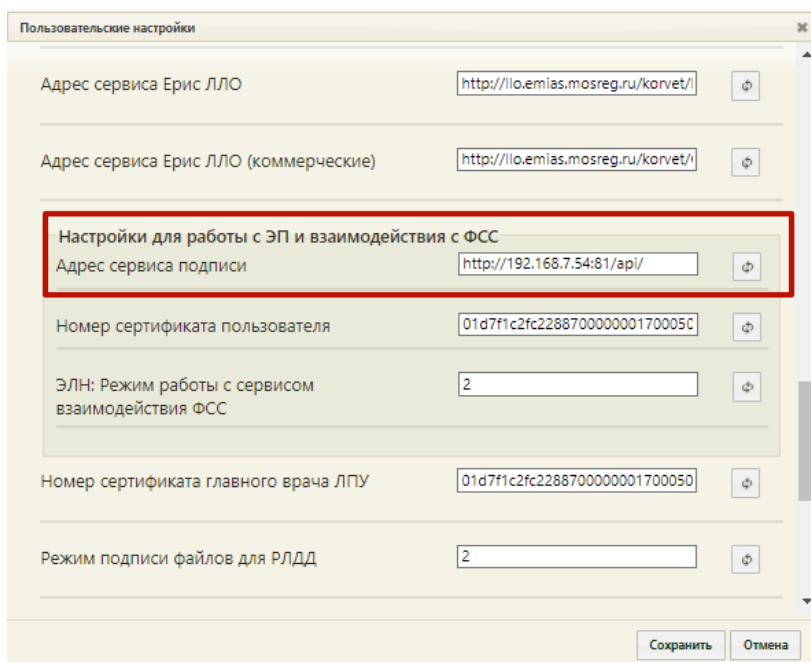 Пользовательские настройки
Адрес сервиса Ерис ЛЛО http://llo.emias.mosreg.ru/korvet/
Адрес сервиса Ерис ЛЛО (коммерческие) http://llo.emias.mosreg.ru/korvet/
Настройки для работы с ЭП и взаимодействия с ФСС
Адрес сервиса подписи http://192.168.7.54:81/api/
Номер сертификата пользователя 01d7f1c2fc2288700000001700050
ЭЛН: Режим работы с сервисом 2
взаимодействия ФСС
Номер сертификата главного врача ЛПУ 01d7f1c2fc2288700000001700050
Режим подписи файлов для РЛДД 2
Сохранить Отмена